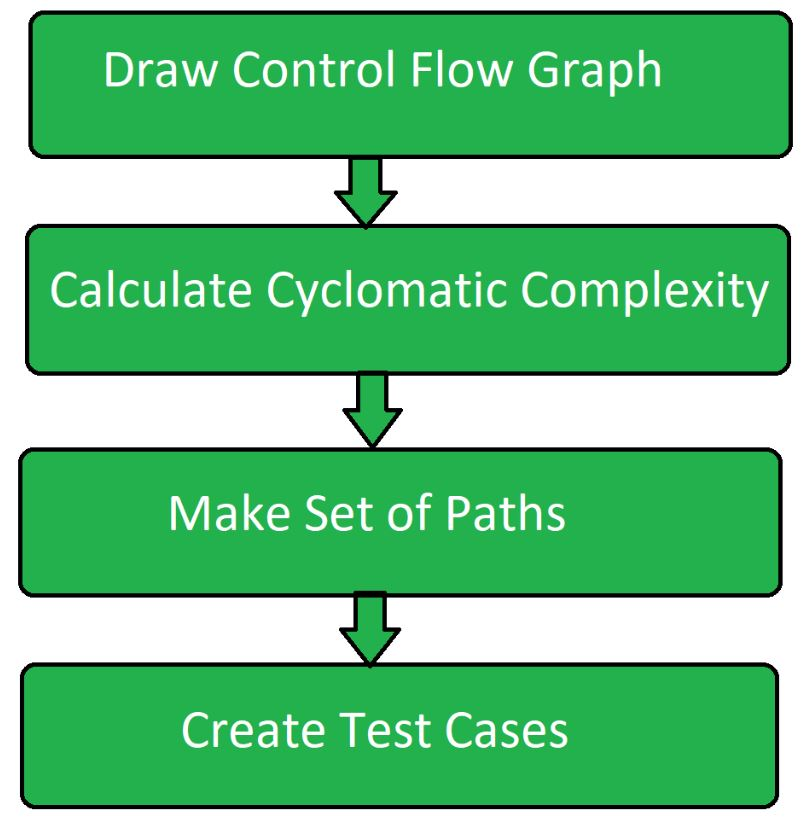 Draw Control Flow Graph
Calculate Cyclomatic Complexity
Make Set of Paths
Create Test Cases